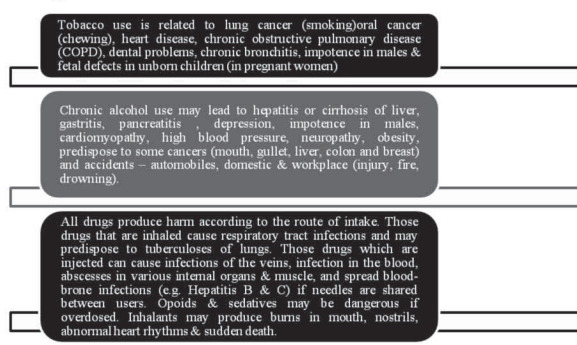 Tobacco use is related to lung cancer (smoking)oral cancer
(chewing), heart disease, chronic obstructive pulmonary disease
(COPD), dental problems, chronic bronchitis, impotence in males &
fetal defects in unborn children (in pregnant women)
Chronic alcohol use may lead to hepatitis or cirrhosis of liver,
gastritis, pancreatitis , depression, impotence in males,
cardiomyopathy, high blood pressure, neuropathy, obesity,
predispose to some cancers (mouth, gullet, liver, colon and breast)
and accidents – automobiles, domestic & workplace (injury, fire,
drowning).
All drugs produce harm according to the route of intake. Those
drugs that are inhaled cause respiratory tract infections and may
predispose to tuberculoses of lungs. Those drugs which are
injected can cause infections of the veins, infection in the blood,
abscesses in various internal organs & muscle, and spread blood-
brone infections (e.g. Hepatitis B & C) if needles are shared
between users. Opoids & sedatives may be dangerous if
overdosed. Inhalants may produce burns in mouth, nostrils,
abnormal heart rhythms & sudden death.